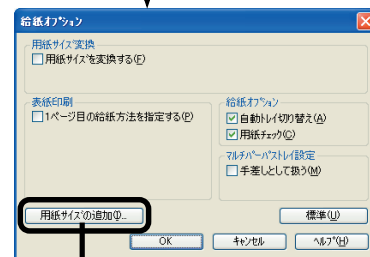 給紙オプション
用紙サイズ変換
用紙サイズを変換する(F)
表紙印刷
1ページ目の給紙方法を指定する(P)
給紙オプション
自動トレイ切り替え(A)
用紙チェック(C)
マルチパーパストレイ設定
手差しとして扱う(M)
用紙サイズの追加(I)...
標準(U)
OK
キャンセル
ヘルプ(H)